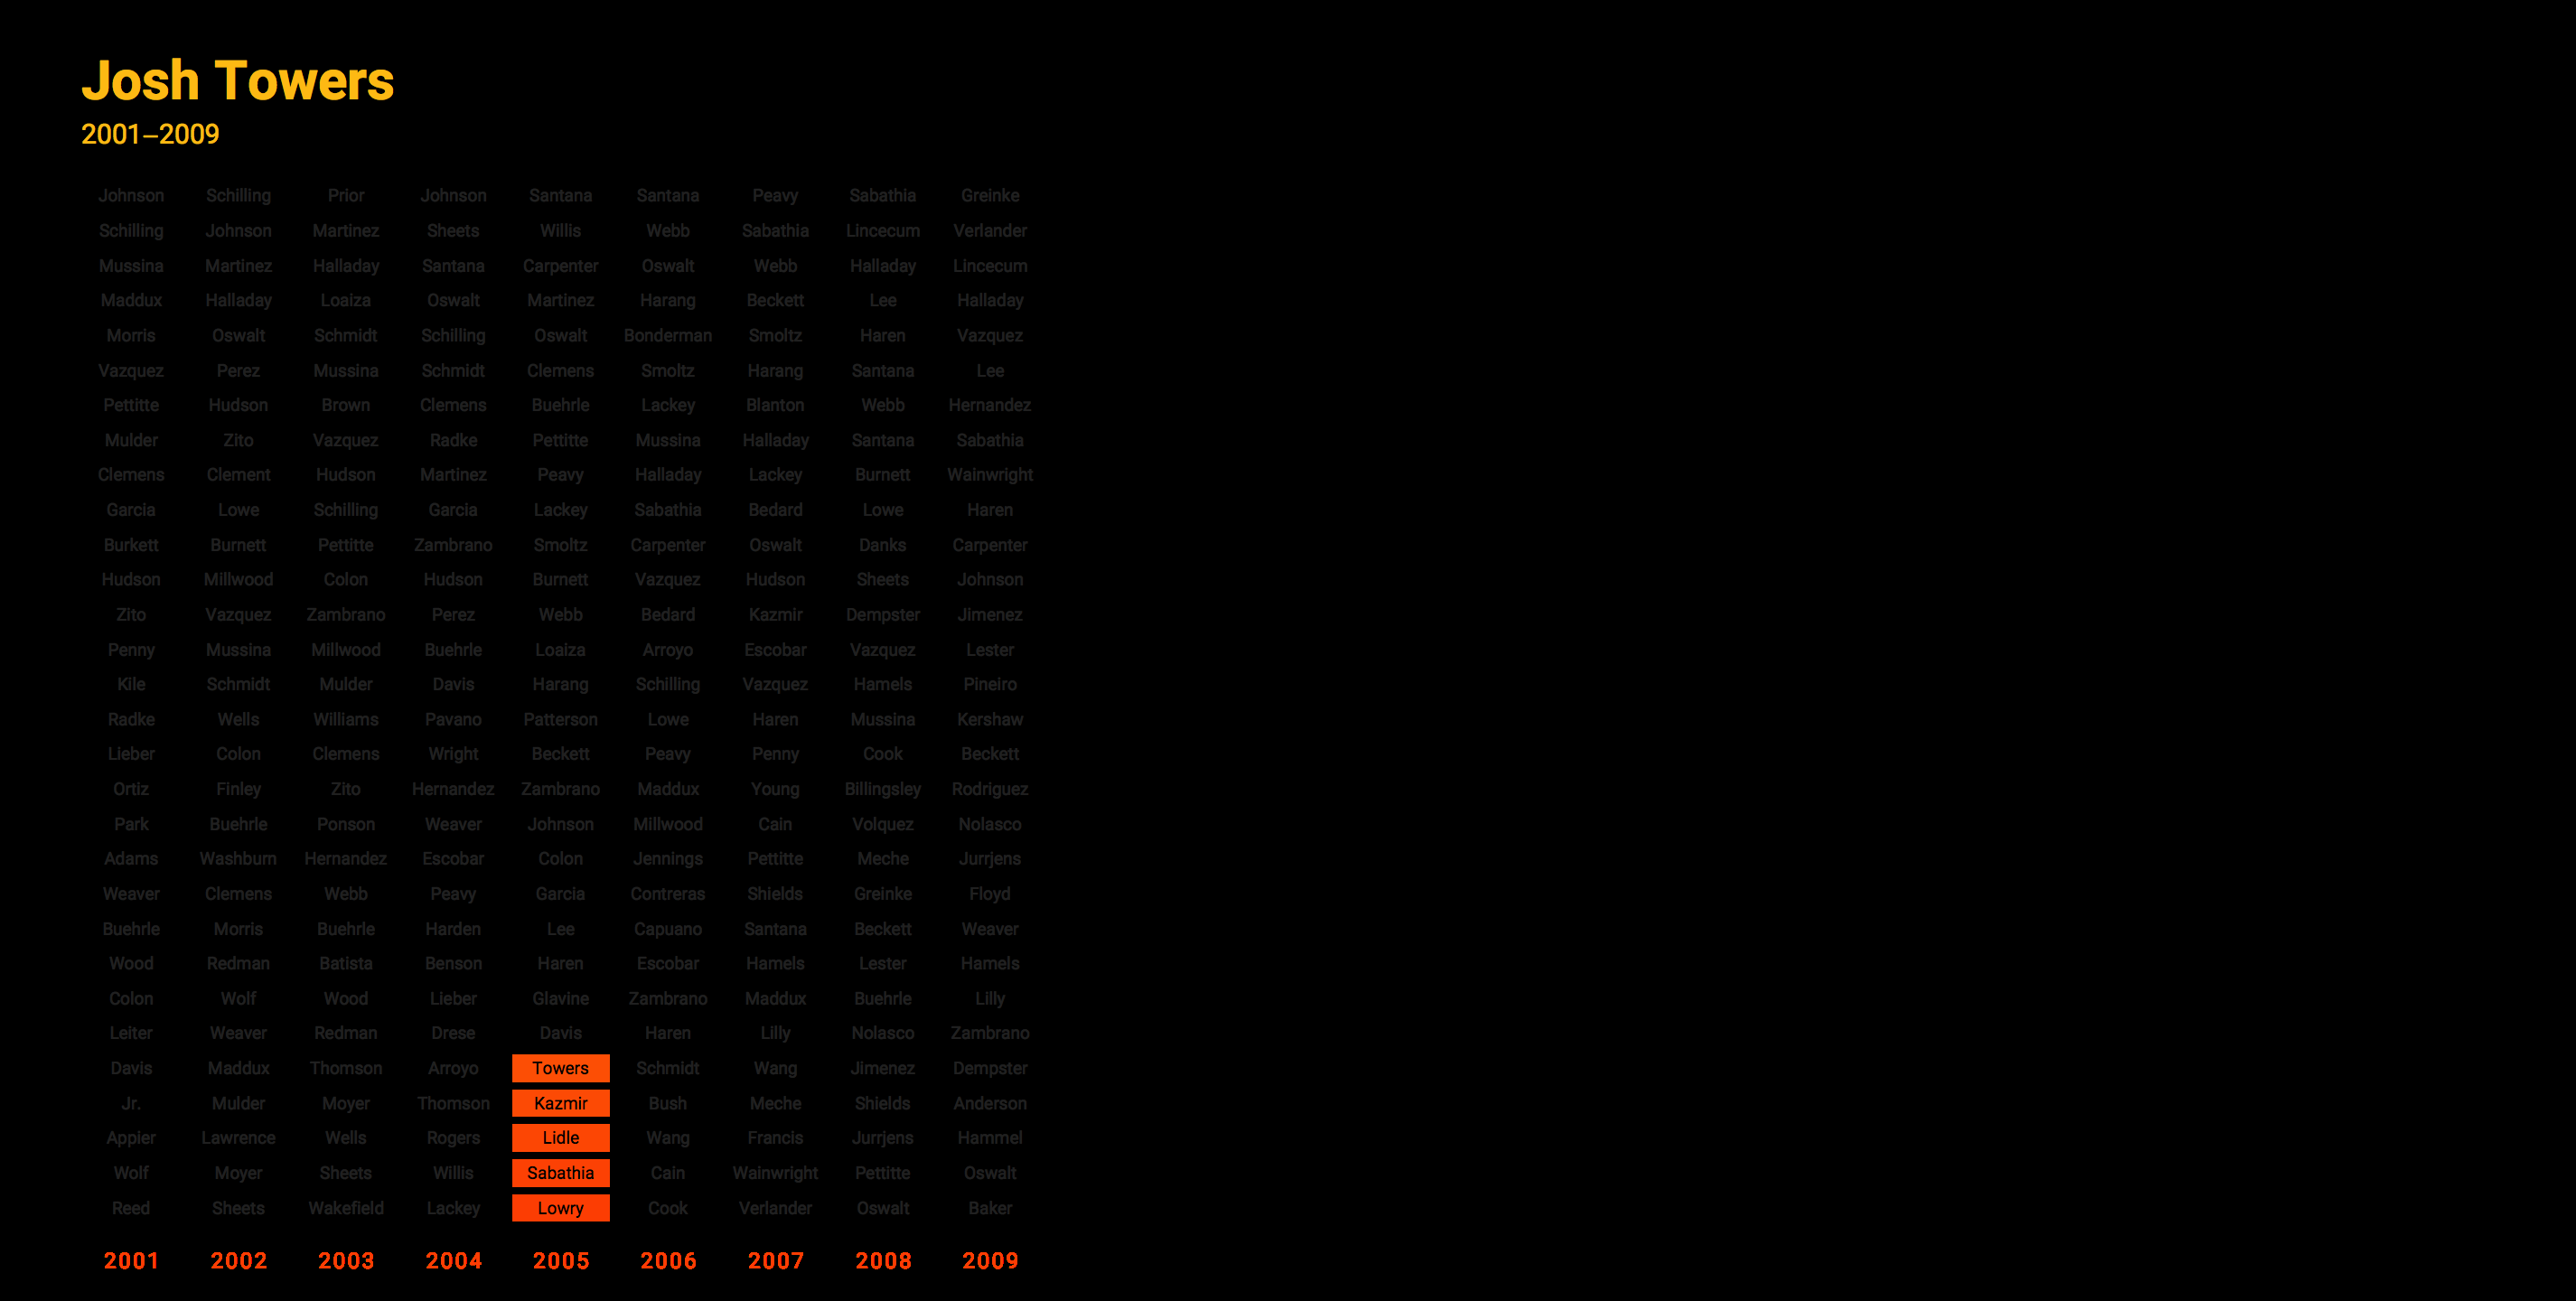 Josh Towers
2001–2009
Johnson Schilling Prior Johnson Santana Santana Peavy Sabathia Greinke
Schilling Johnson Martinez Sheets Willis Webb Sabathia Lincecum Verlander
Mussina Martinez Halladay Santana Carpenter Oswalt Webb Halladay Lincecum
Maddux Halladay Loaiza Oswalt Martinez Harang Beckett Lee Halladay
Morris Oswalt Schmidt Schilling Oswalt Bonderman Smoltz Haren Vazquez
Vazquez Perez Mussina Schmidt Clemens Smoltz Harang Santana Lee
Pettitte Hudson Brown Clemens Buehrle Lackey Blanton Webb Hernandez
Mulder Zito Vazquez Radke Pettitte Mussina Halladay Santana Sabathia
Clemens Clement Hudson Martinez Peavy Halladay Lackey Burnett Wainwright
Garcia Lowe Schilling Garcia Lackey Sabathia Bedard Lowe Haren
Burkett Burnett Pettitte Zambrano Smoltz Carpenter Oswalt Danks Carpenter
Hudson Millwood Colon Hudson Burnett Vazquez Hudson Sheets Johnson
Zito Vazquez Zambrano Perez Webb Bedard Kazmir Dempster Jimenez
Penny Mussina Millwood Buehrle Loaiza Arroyo Escobar Vazquez Lester
Kile Schmidt Mulder Davis Harang Schilling Vazquez Hamels Pineiro
Radke Wells Williams Pavano Patterson Lowe Haren Mussina Kershaw
Lieber Colon Clemens Wright Beckett Peavy Penny Cook Beckett
Ortiz Finley Zito Hernandez Zambrano Maddux Young Billingsley Rodriguez
Park Buehrle Ponson Weaver Johnson Millwood Cain Volquez Nolasco
Adams Washburn Hernandez Escobar Colon Jennings Pettitte Meche Jurrjens
Weaver Clemens Webb Peavy Garcia Contreras Shields Greinke Floyd
Buehrle Morris Buehrle Harden Lee Capuano Santana Beckett Weaver
Wood Redman Batista Benson Haren Escobar Hamels Lester Hamels
Colon Wolf Wood Lieber Glavine Zambrano Maddux Buehrle Lilly
Leiter Weaver Redman Drese Davis Haren Lilly Nolasco Zambrano
Davis Maddux Thomson Arroyo Towers Schmidt Wang Jimenez Dempster
Jr. Mulder Moyer Thomson Kazmir Bush Meche Shields Anderson
Appier Lawrence Wells Rogers Lidle Wang Francis Jurrjens Hammel
Wolf Moyer Sheets Willis Sabathia Cain Wainwright Pettitte Oswalt
Reed Sheets Wakefield Lackey Lowry Cook Verlander Oswalt Baker
2001 2002 2003 2004 2005 2006 2007 2008 2009